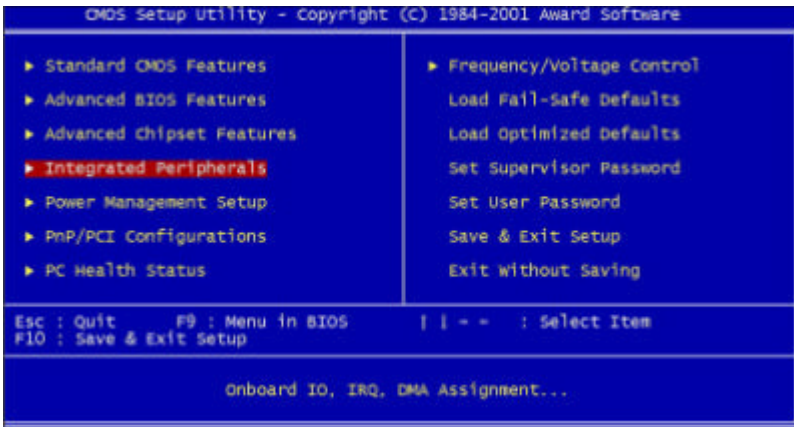 CMOS Setup Utility - Copyright (C) 1984-2001 Award Software
Standard CMOS Features
Advanced BIOS Features
Advanced Chipset Features
Integrated Peripherals
Power Management Setup
PnP/PCI Configurations
PC Health Status
Frequency/Voltage Control
Load Fail-Safe Defaults
Load Optimized Defaults
Set Supervisor Password
Set User Password
Save & Exit Setup
Exit Without Saving
Esc : Quit F9 : Menu in BIOS : Select Item
F10 : Save & Exit Setup
Onboard IO, IRQ, DMA Assignment...